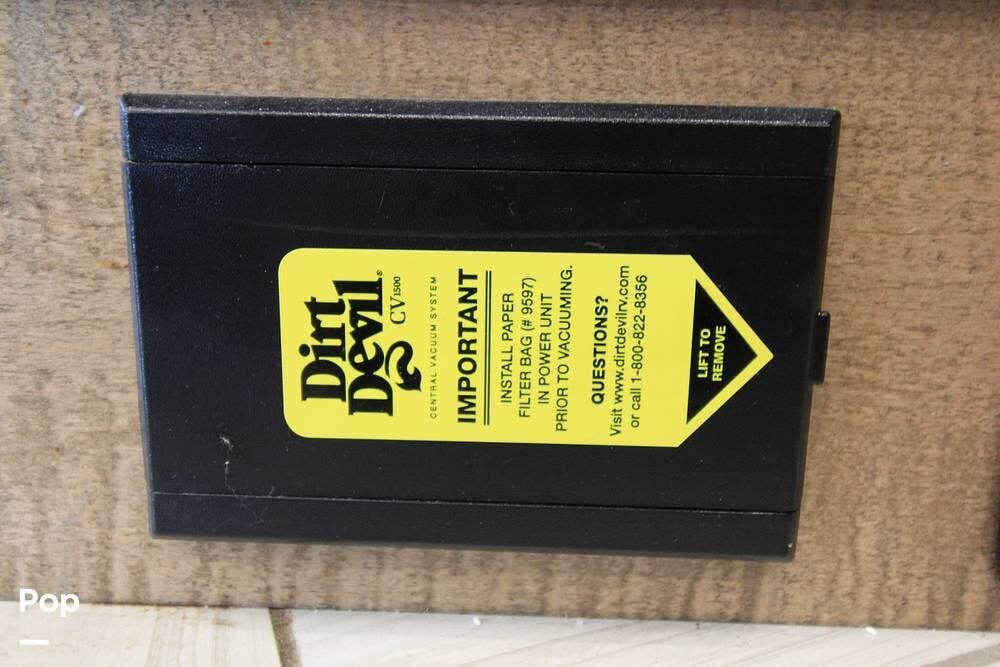 Dirt
Devil®
CV1500
CENTRAL VACUUM SYSTEM
IMPORTANT
INSTALL PAPER
FILTER BAG (# 9597)
IN POWER UNIT
PRIOR TO VACUUMING.
QUESTIONS?
Visit www.dirtdevilrv.com
or call 1-800-822-8356
LIFT TO
REMOVE
Pop